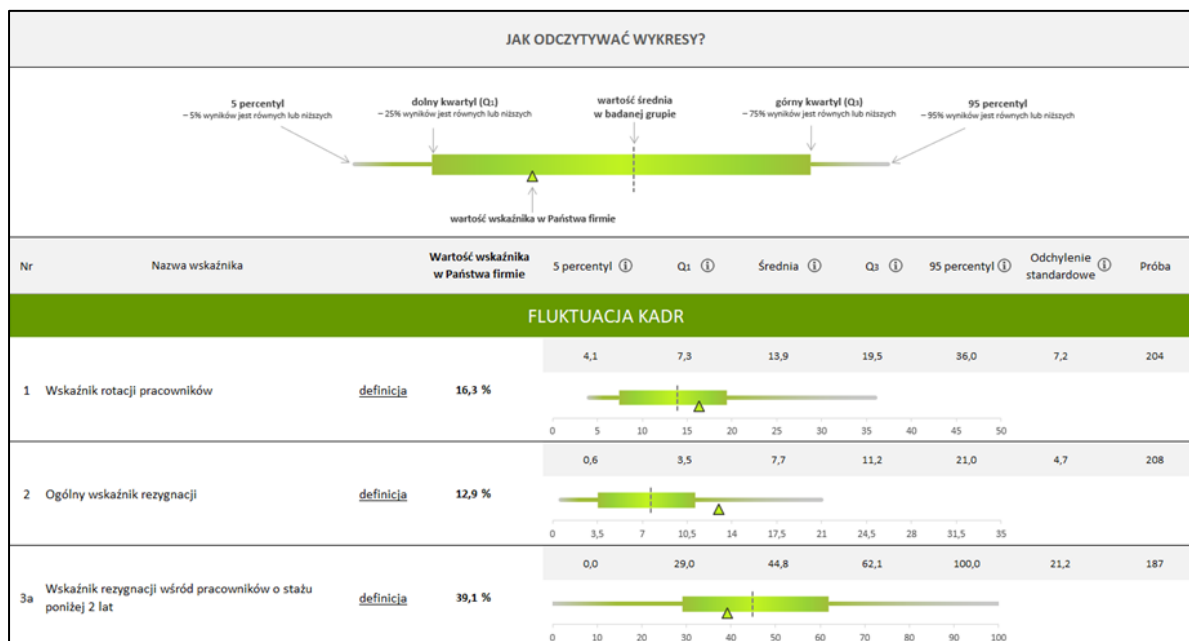 JAK ODCZYTYWAĆ WYKRESY?
5 percentyl
– 5% wyników jest równych lub niższych
dolny kwartyl (Q1)
– 25% wyników jest równych lub niższych
wartość średnia
w badanej grupie
górny kwartyl (Q3)
– 75% wyników jest równych lub niższych
95 percentyl
– 95% wyników jest równych lub niższych
wartość wskaźnika w Państwa firmie
Nr Nazwa wskaźnika Wartość wskaźnika w Państwa firmie 5 percentyl Q1 Średnia Q3 95 percentyl Odchylenie standardowe Próba
FLUKTUACJA KADR
4,1 7,3 13,9 19,5 36,0 7,2 204
1 Wskaźnik rotacji pracowników definicja 16,3 %
0 5 10 15 20 25 30 35 40 45 50
0,6 3,5 7,7 11,2 21,0 4,7 208
2 Ogólny wskaźnik rezygnacji definicja 12,9 %
0 3,5 7 10,5 14 17,5 21 24,5 28 31,5 35
0,0 29,0 44,8 62,1 100,0 21,2 187
3a Wskaźnik rezygnacji wśród pracowników o stażu
poniżej 2 lat definicja 39,1 %
0 10 20 30 40 50 60 70 80 90 100